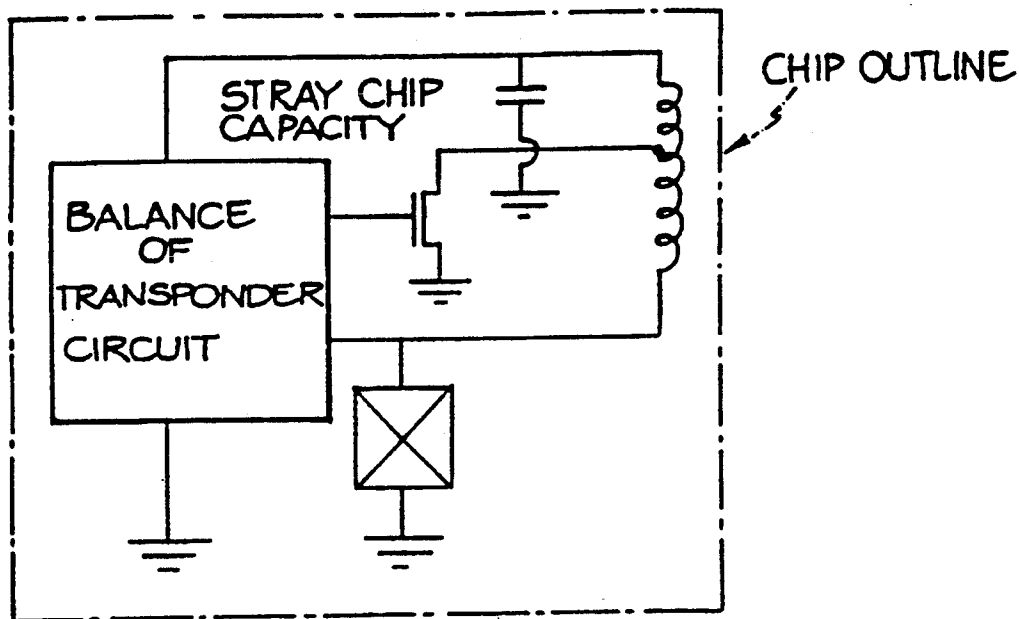 STRAY CHIP
CAPACITY
CHIP OUTLINE
BALANCE
OF
TRANSPONDER
CIRCUIT